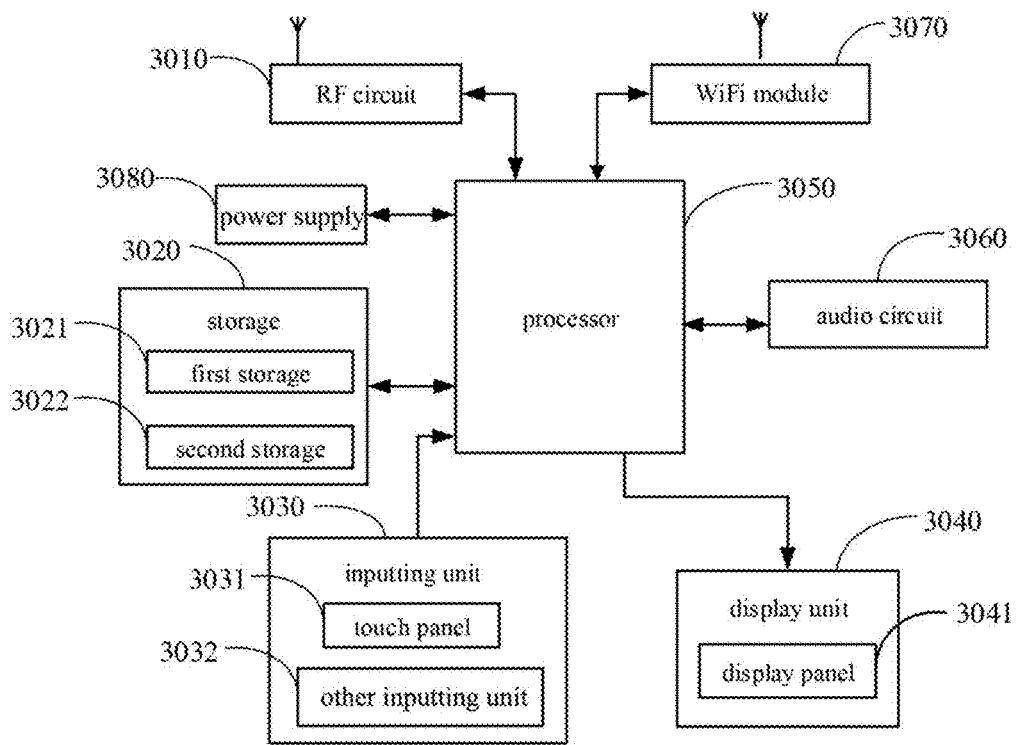 3010
RF circuit
3070
WiFi module
3080
power supply
3050
processor
3020
storage
3021
first storage
3022
second storage
3060
audio circuit
3030
inputting unit
3031
touch panel
3032
other inputting unit
3040
display unit
3041
display panel